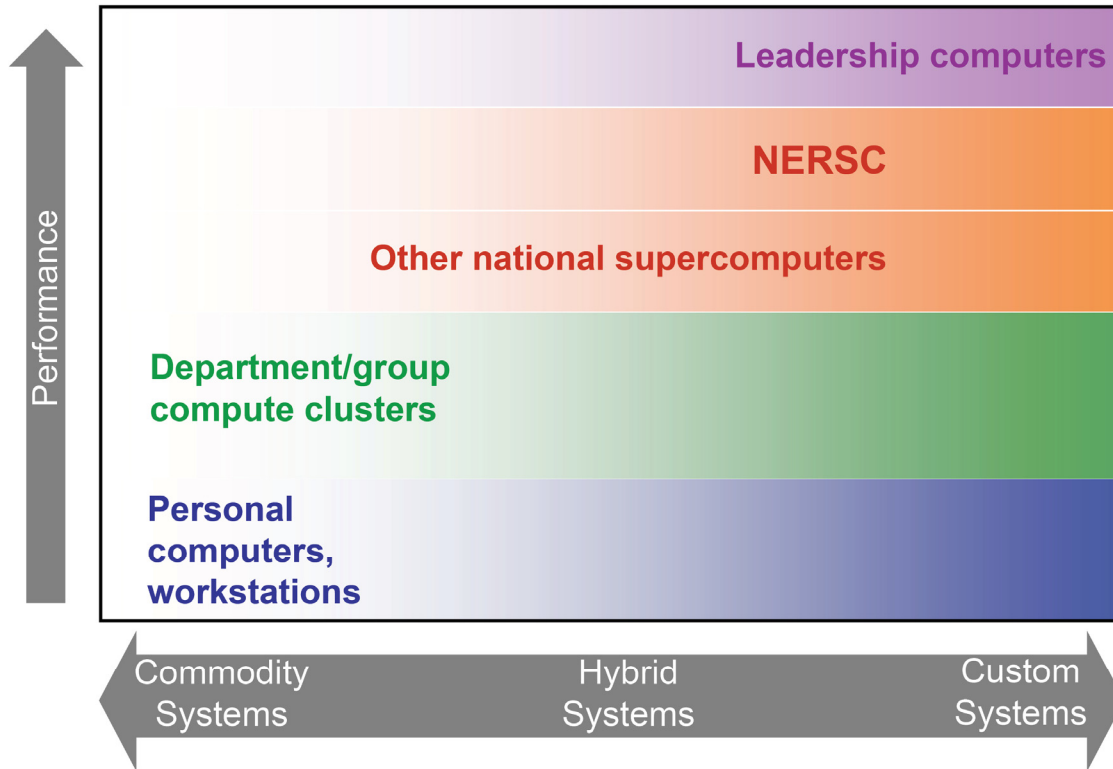 Performance
Leadership computers
NERSC
Other national supercomputers
Department/group
compute clusters
Personal
computers,
workstations
Commodity
Systems
Hybrid
Systems
Custom
Systems